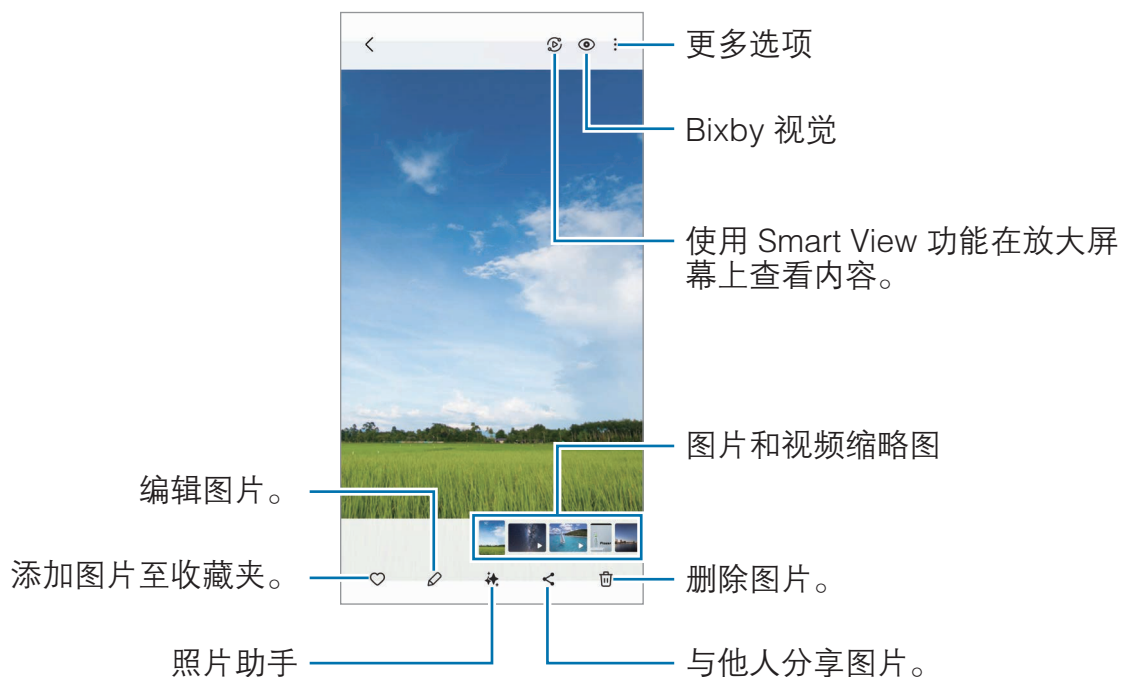 更多选项
Bixby 视觉
使用 Smart View 功能在放大屏
幕上查看内容。
图片和视频缩略图
编辑图片。
添加图片至收藏夹。
删除图片。
照片助手
与他人分享图片。